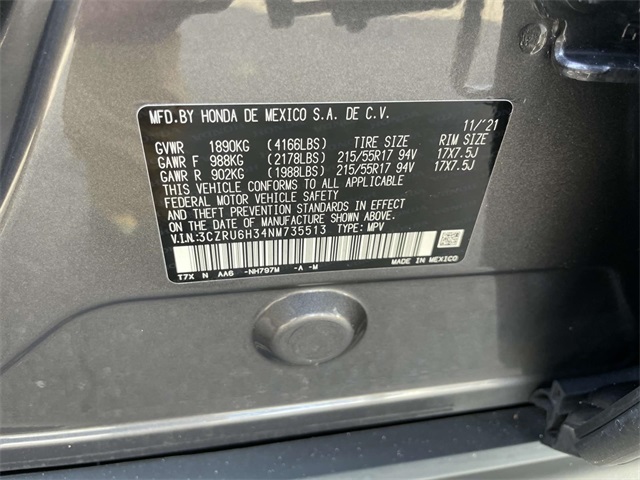 MFD.BY HONDA DE MEXICO S.A. DE C.V. 11/'21
GVWR 1890KG (4166LBS) TIRE SIZE RIM SIZE
GAWR F 988KG (2178LBS) 215/55R17 94V 17X7.5J
GAWR R 902KG (1988LBS) 215/55R17 94V 17X7.5J
THIS VEHICLE CONFORMS TO ALL APPLICABLE
FEDERAL MOTOR VEHICLE SAFETY
AND THEFT PREVENTION STANDARDS IN EFFECT
ON THE DATE OF MANUFACTURE SHOWN ABOVE.
V.I.N.:3CZRU6H34NM735513 TYPE: MPV
T7X N AA6 -NH797M -A -M MADE IN MEXICO